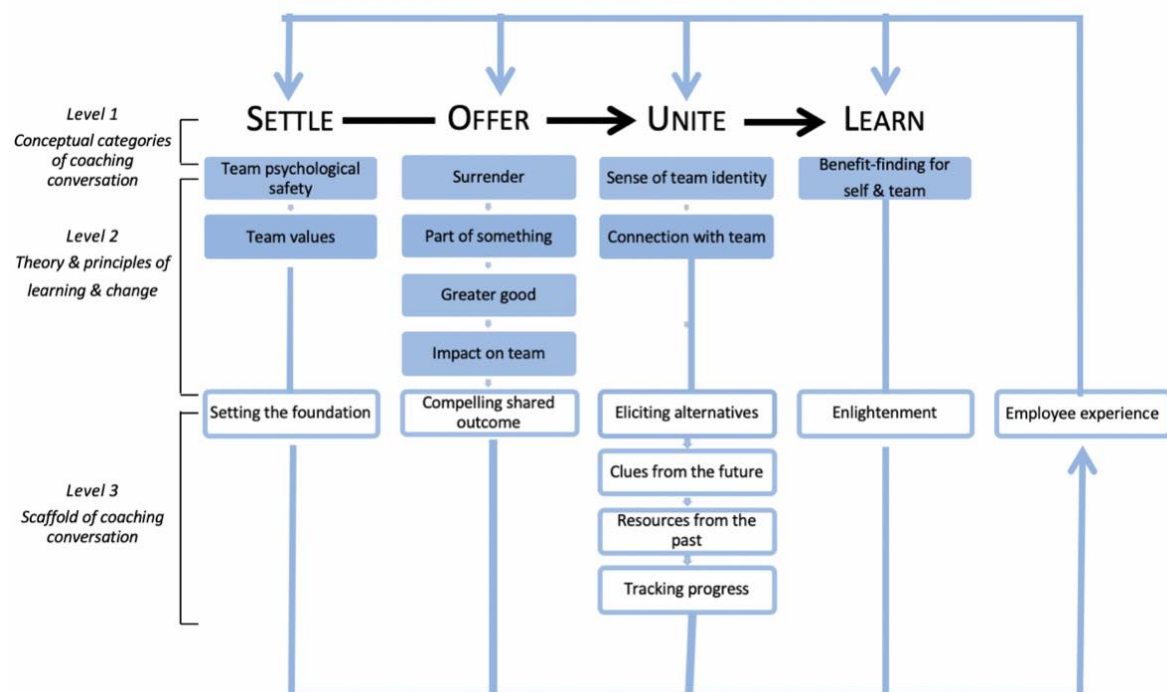 Level 1
Conceptual categories
of coaching
conversation
SETTLE
OFFER
UNITE
LEARN
Team psychological
safety
Surrender
Sense of team identity
Benefit-finding for
self & team
Level 2
Theory & principles of
learning & change
Team values
Part of something
Connection with team
Greater good
Impact on team
Setting the foundation
Compelling shared
outcome
Eliciting alternatives
Enlightenment
Employee experience
Level 3
Scaffold of coaching
conversation
Clues from the future
Resources from the
past
Tracking progress